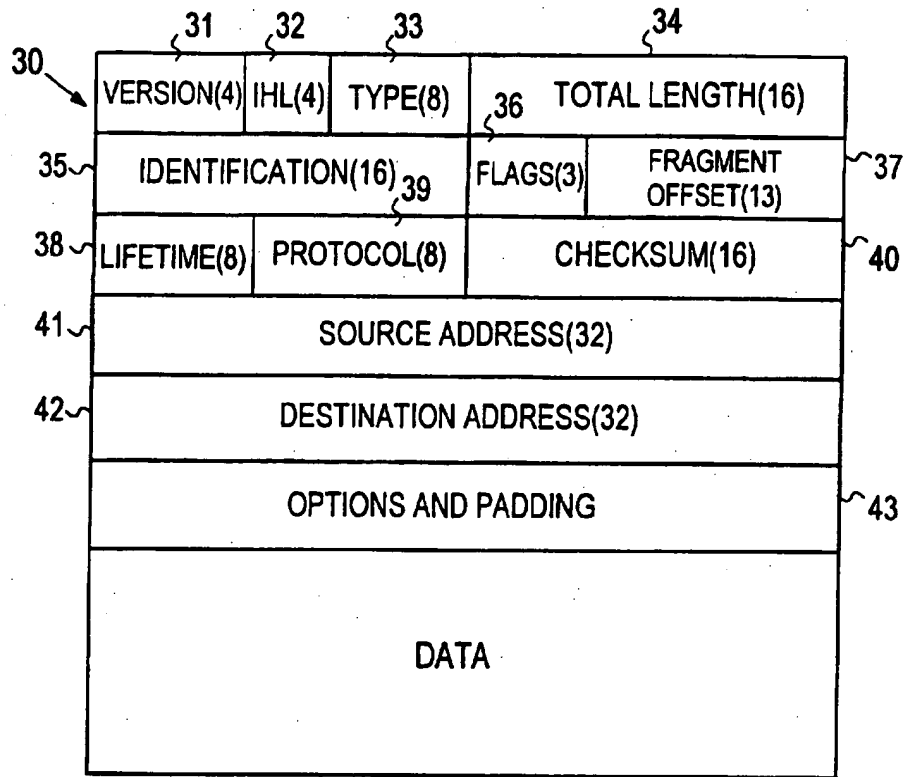 31 32 33 34
30
VERSION(4) IHL(4) TYPE(8) TOTAL LENGTH(16)
36
35 IDENTIFICATION(16) FLAGS(3) FRAGMENT OFFSET(13) 37
39
38 LIFETIME(8) PROTOCOL(8) CHECKSUM(16) 40
41 SOURCE ADDRESS(32)
42 DESTINATION ADDRESS(32)
OPTIONS AND PADDING 43
DATA